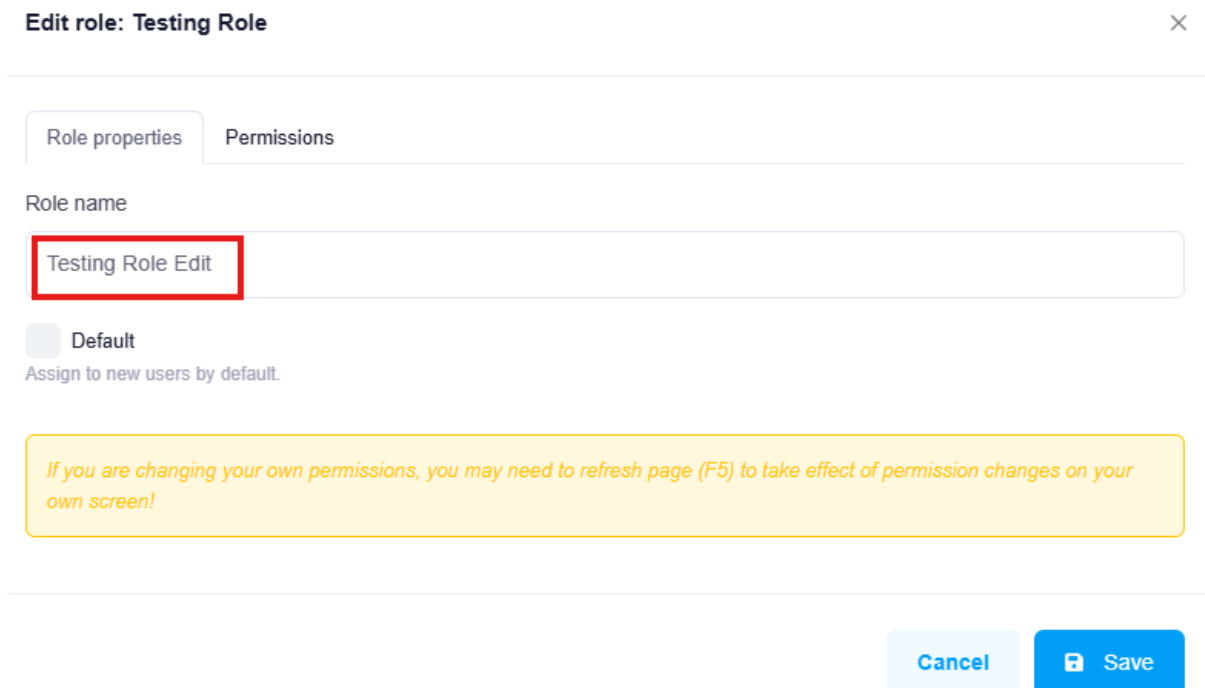 Edit role: Testing Role
Role properties
Permissions
Role name
Testing Role Edit
Default
Assign to new users by default.
If you are changing your own permissions, you may need to refresh page (F5) to take effect of permission changes on your
own screen!
Cancel
Save